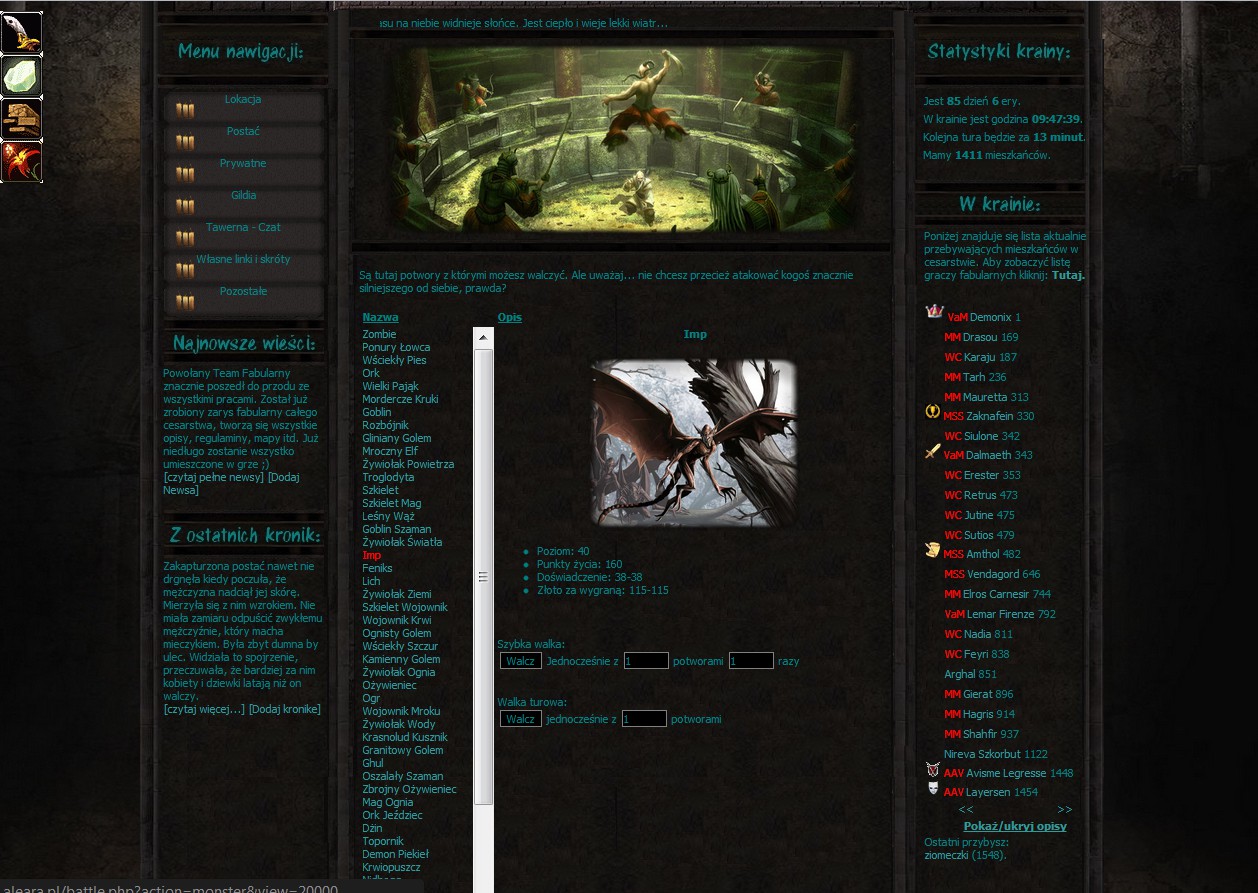 asu na niebie widnieje słońce. Jest ciepło i wieje lekki wiatr...
Menu nawigacji:
Lokacja
Postać
Prywatne
Gildia
Tawerna - Czat
Własne linki i skróty
Pozostałe
Najnowsze wieści:
Powołany Team Fabularny
znacznie poszedł do przodu ze
wszystkimi pracami. Został już
zrobiony zarys fabularny całego
cesarstwa, tworzą się wszystkie
opisy, regulaminy, mapy itd. Już
niedługo zostanie wszystko
umieszczone w grze ;)
[czytaj pełne newsy] [Dodaj
Newsa]
Z ostatnich kronik:
Zakapturzona postać nawet nie
drgnęła kiedy poczuła, że
mężczyzna nadciął jej skórę.
Mierzyła się z nim wzrokiem. Nie
miała zamiaru odpuścić zwykłemu
mężczyźnie, który macha
mieczykiem. Była zbyt dumna by
ulec. Widziała to spojrzenie,
przeczuwała, że bardziej za nim
kobiety i dziewki latają niż on
walczy.
[czytaj więcej...] [Dodaj kronike]
Są tutaj potwory z którymi możesz walczyć. Ale uważaj... nie chcesz przecież atakować kogoś znacznie
silniejszego od siebie, prawda?
Nazwa
Zombie
Ponury Łowca
Wściekły Pies
Ork
Wielki Pająk
Mordercze Kruki
Goblin
Rozbójnik
Gliniany Golem
Mroczny Elf
Żywiołak Powietrza
Troglodyta
Szkielet
Szkielet Mag
Leśny Wąż
Goblin Szaman
Żywiołak Światła
Imp
Feniks
Lich
Żywiołak Ziemi
Szkielet Wojownik
Wojownik Krwi
Ognisty Golem
Wściekły Szczur
Kamienny Golem
Żywiołak Ognia
Ożywieniec
Ogr
Wojownik Mroku
Żywiołak Wody
Krasnolud Kusznik
Granitowy Golem
Ghul
Oszalały Szaman
Zbrojny Ożywieniec
Mag Ognia
Ork Jeździec
Dżin
Topornik
Demon Piekieł
Krwiopuszcz
Opis
Imp
Poziom: 40
Punkty życia: 160
Doświadczenie: 38-38
Złoto za wygraną: 115-115
Szybka walka:
Walcz Jednocześnie z 1 potworami 1 razy
Walka turowa:
Walcz jednocześnie z 1 potworami
Statystyki krainy:
Jest 85 dzień 6 ery.
W krainie jest godzina 09:47:39.
Kolejna tura będzie za 13 minut.
Mamy 1411 mieszkańców.
W krainie:
Poniżej znajduje się lista aktualnie
przebywających mieszkańców w
cesarstwie. Aby zobaczyć listę
graczy fabularnych kliknij: Tutaj.
VaM Demonix 1
MM Drasou 169
WC Karaju 187
MM Tarh 236
MM Mauretta 313
MSS Zaknafein 330
WC Siulone 342
VaM Dalmaeth 343
WC Erester 353
WC Retrus 473
WC Jutine 475
WC Sutios 479
MSS Amthol 482
MSS Vendagord 646
MM Elros Carnesir 744
VaM Lemar Firenze 792
WC Nadia 811
WC Feyri 838
Arghal 851
MM Gierat 896
MM Hagris 914
MM Shahfir 937
Nireva Szkorbut 1122
AAV Avisme Legresse 1448
AAV Layersen 1454
<< >>
Pokaż/ukryj opisy
Ostatni przybysz:
ziomeczki (1548).
aleara.pl/battle.php?action=monster&view=20000